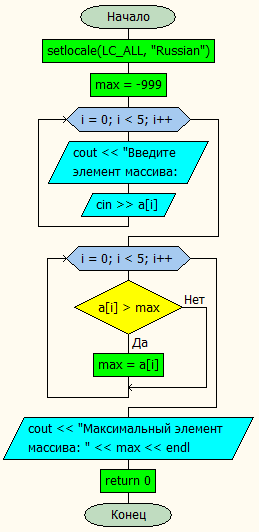 Начало
setlocale(LC_ALL, "Russian")
max = -999
i = 0; i < 5; i++
cout << "Введите
элемент массива:
cin >> a[i]
i = 0; i < 5; i++
a[i] > max
Нет
Да
max = a[i]
cout << "Максимальный элемент
массива: " << max << endl
return 0
Конец